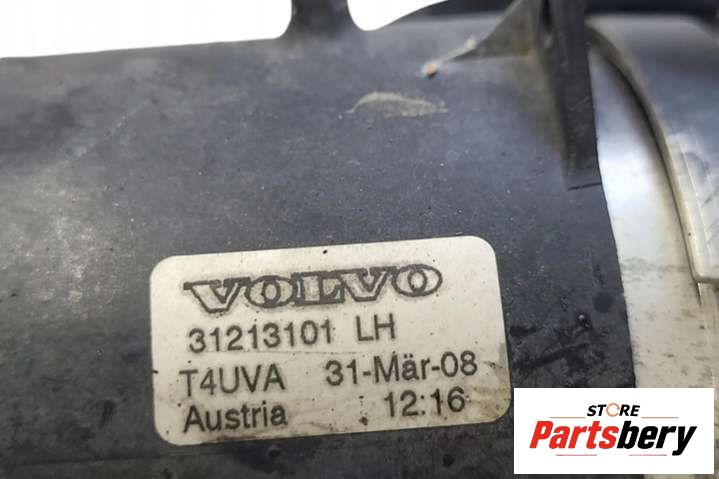 VOLVO
31213101 LH
T4UVA 31-Mär-08
Austria 12:16
STORE
Partsbery